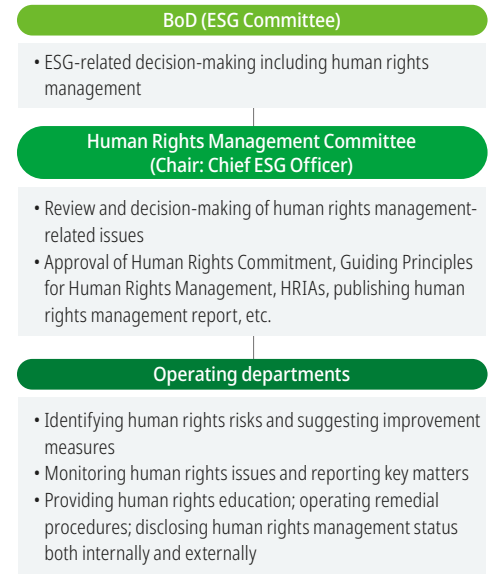 BoD (ESG Committee)
• ESG-related decision-making including human rights
management
Human Rights Management Committee
(Chair: Chief ESG Officer)
• Review and decision-making of human rights management-
related issues
• Approval of Human Rights Commitment, Guiding Principles
for Human Rights Management, HRIAs, publishing human
rights management report, etc.
Operating departments
• Identifying human rights risks and suggesting improvement
measures
• Monitoring human rights issues and reporting key matters
• Providing human rights education; operating remedial
procedures; disclosing human rights management status
both internally and externally